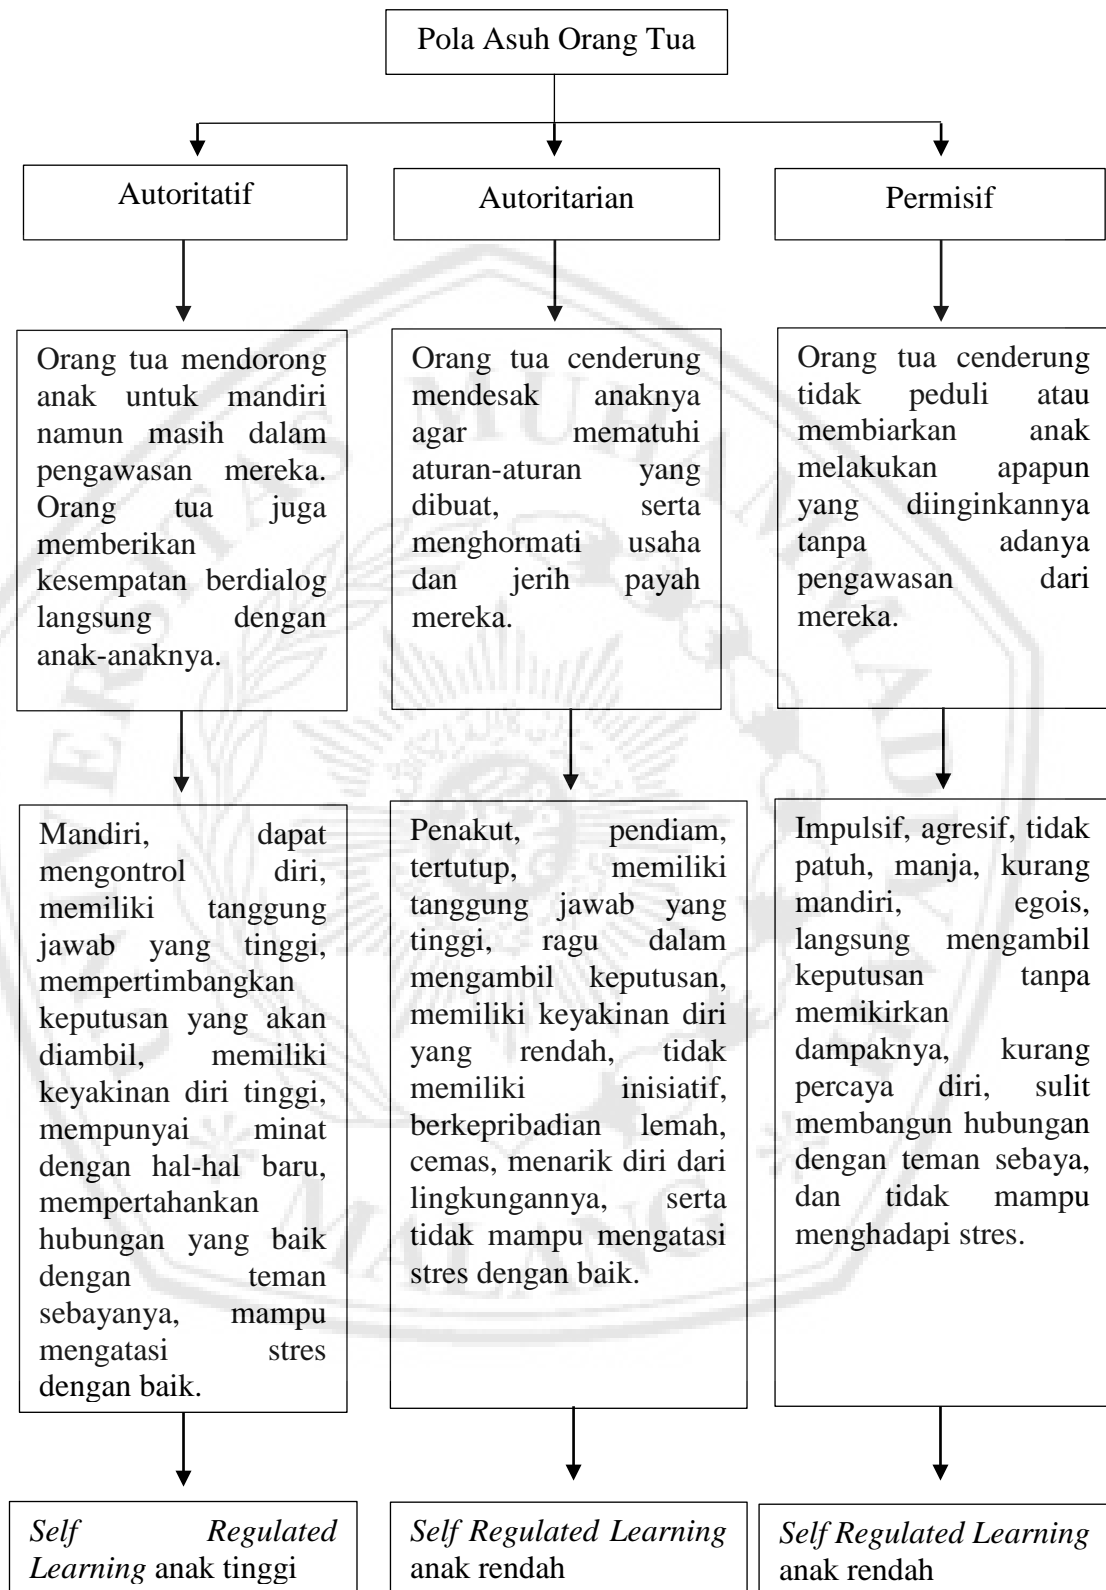 Pola Asuh Orang Tua
Autoritatif
Autoritarian
Permisif
Orang tua mendorong
anak untuk mandiri
namun masih dalam
pengawasan mereka.
Orang tua juga
memberikan
kesempatan berdialog
langsung dengan
anak-anaknya.
Orang tua cenderung
mendesak anaknya
agar mematuhi
aturan-aturan yang
dibuat, serta
menghormati usaha
dan jerih payah
mereka.
Orang tua cenderung
tidak peduli atau
membiarkan anak
melakukan apapun
yang diinginkannya
tanpa adanya
pengawasan dari
mereka.
Mandiri, dapat
mengontrol diri,
memiliki tanggung
jawab yang tinggi,
mempertimbangkan
keputusan yang akan
diambil, memiliki
keyakinan diri tinggi,
mempunyai minat
dengan hal-hal baru,
mempertahankan
hubungan yang baik
dengan teman
sebayanya, mampu
mengatasi stres
dengan baik.
Penakut, pendiam,
tertutup, memiliki
tanggung jawab yang
tinggi, ragu dalam
mengambil keputusan,
memiliki keyakinan diri
yang rendah, tidak
memiliki inisiatif,
berkepribadian lemah,
cemas, menarik diri dari
lingkungannya, serta
tidak mampu mengatasi
stres dengan baik.
Impulsif, agresif, tidak
patuh, manja, kurang
mandiri, egois,
langsung mengambil
keputusan tanpa
memikirkan
dampaknya, kurang
percaya diri, sulit
membangun hubungan
dengan teman sebaya,
dan tidak mampu
menghadapi stres.
Self Regulated
Learning anak tinggi
Self Regulated Learning
anak rendah
Self Regulated Learning
anak rendah
UNIVERSITAS MUHAMMADIYAH
MALANG